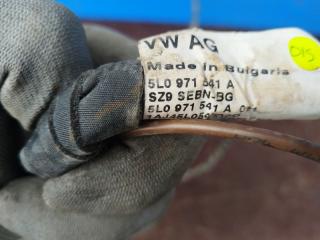 VW AG
Made in Bulgaria
5L0 971 541 A
SZ9 SEBN-BG
5L0 971 541 A